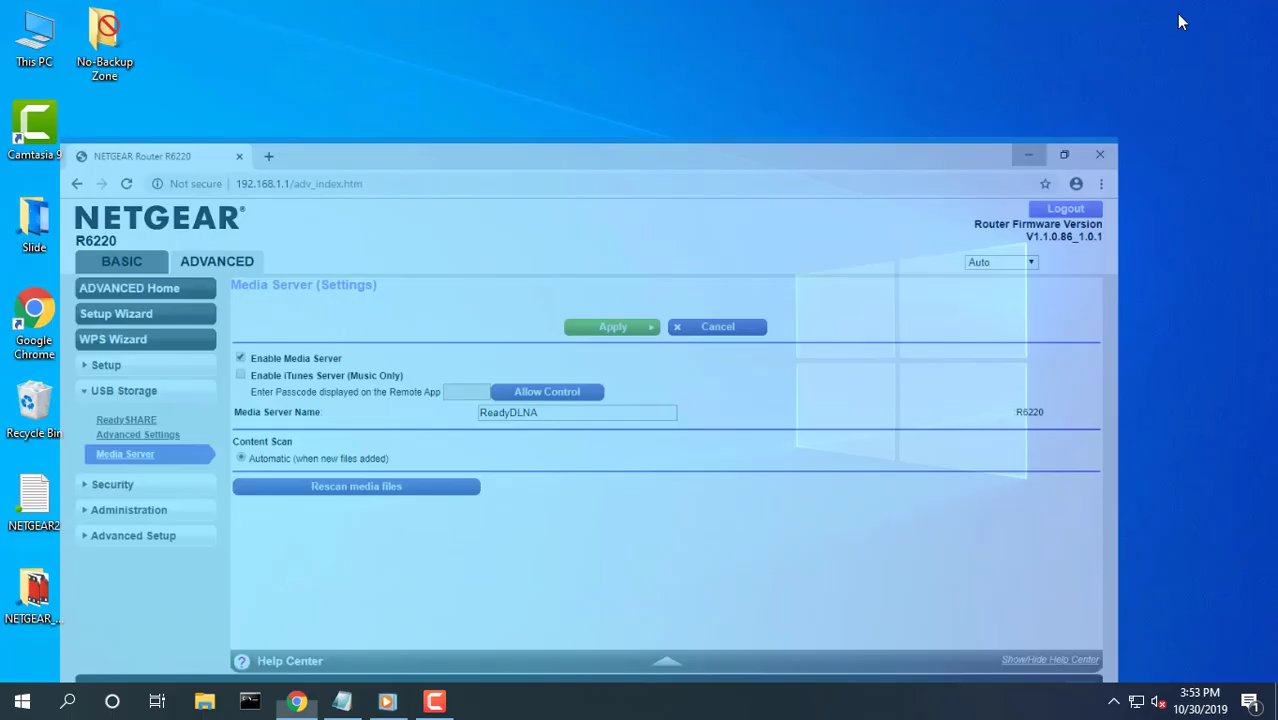 This PC
No-Backup
Zone
Camtasia 9
Slide
Google
Chrome
Recycle Bin
NETGEAR2
NETGEAR_...
NETGEAR Router R6220
Not secure
192.168.1.1/adv_index.htm
NETGEAR®
R6220
Logout
Router Firmware Version
V1.1.0.86_1.0.1
BASIC
ADVANCED
Auto
ADVANCED Home
Setup Wizard
WPS Wizard
Setup
USB Storage
ReadySHARE
Advanced Settings
Media Server
Security
Administration
Advanced Setup
Media Server (Settings)
Apply
Cancel
Enable Media Server
Enable iTunes Server (Music Only)
Enter Passcode displayed on the Remote App
Allow Control
Media Server Name:
ReadyDLNA
R6220
Content Scan
Automatic (when new files added)
Rescan media files
Help Center
Show/Hide Help Center
3:53 PM
10/30/2019
1